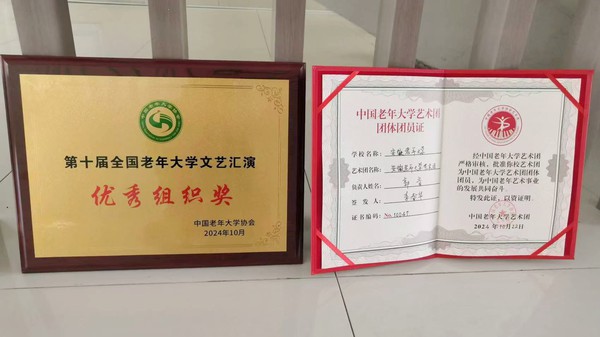 第十届全国老年大学文艺汇演
优秀组织奖
中国老年大学协会
2024年10月
中国老年大学艺术团
团体团员证
学校名称:
艺术团名称:
负责人姓名:
签发人:
证书编码: No.
经中国老年大学艺术团
严格审核,批准你校艺术团
为中国老年大学艺术团团体
团员,为中国老年艺术事业
的发展共同奋斗。
特发此证,以资证明。
中国老年大学艺术团
2024年10月22日